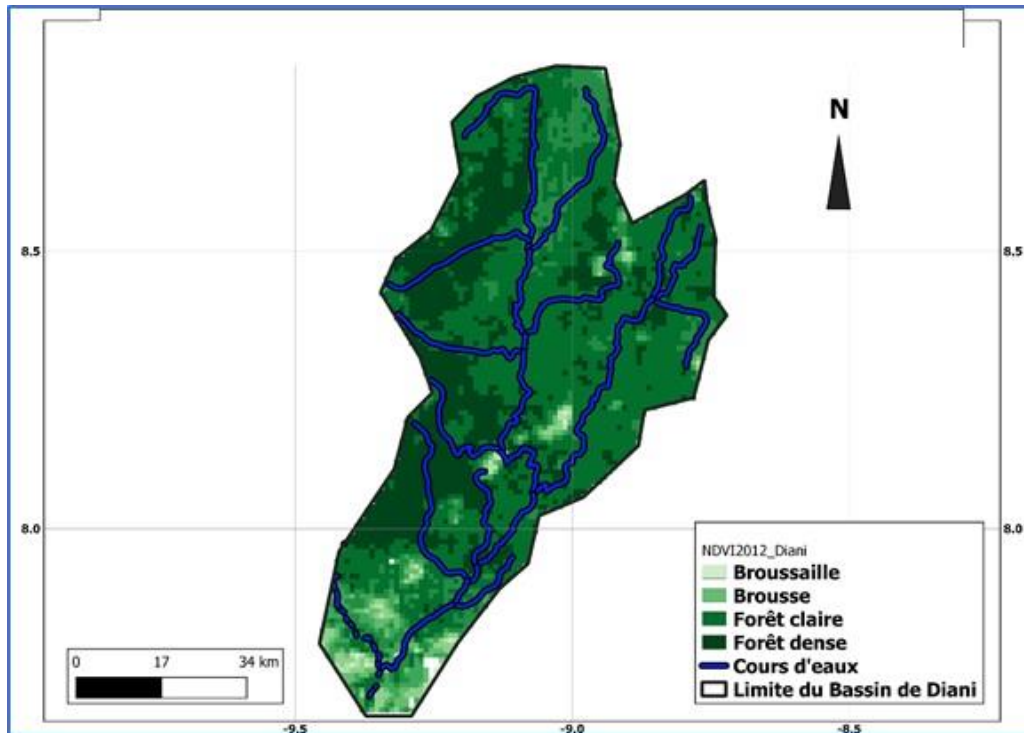 N
8.5
8.5
8.0
8.0
NDVI2012_Diani
Broussaille
Brousse
Forêt claire
Forêt dense
Cours d'eaux
Limite du Bassin de Diani
0 17 34 km
-9.5 -9.0 -8.5